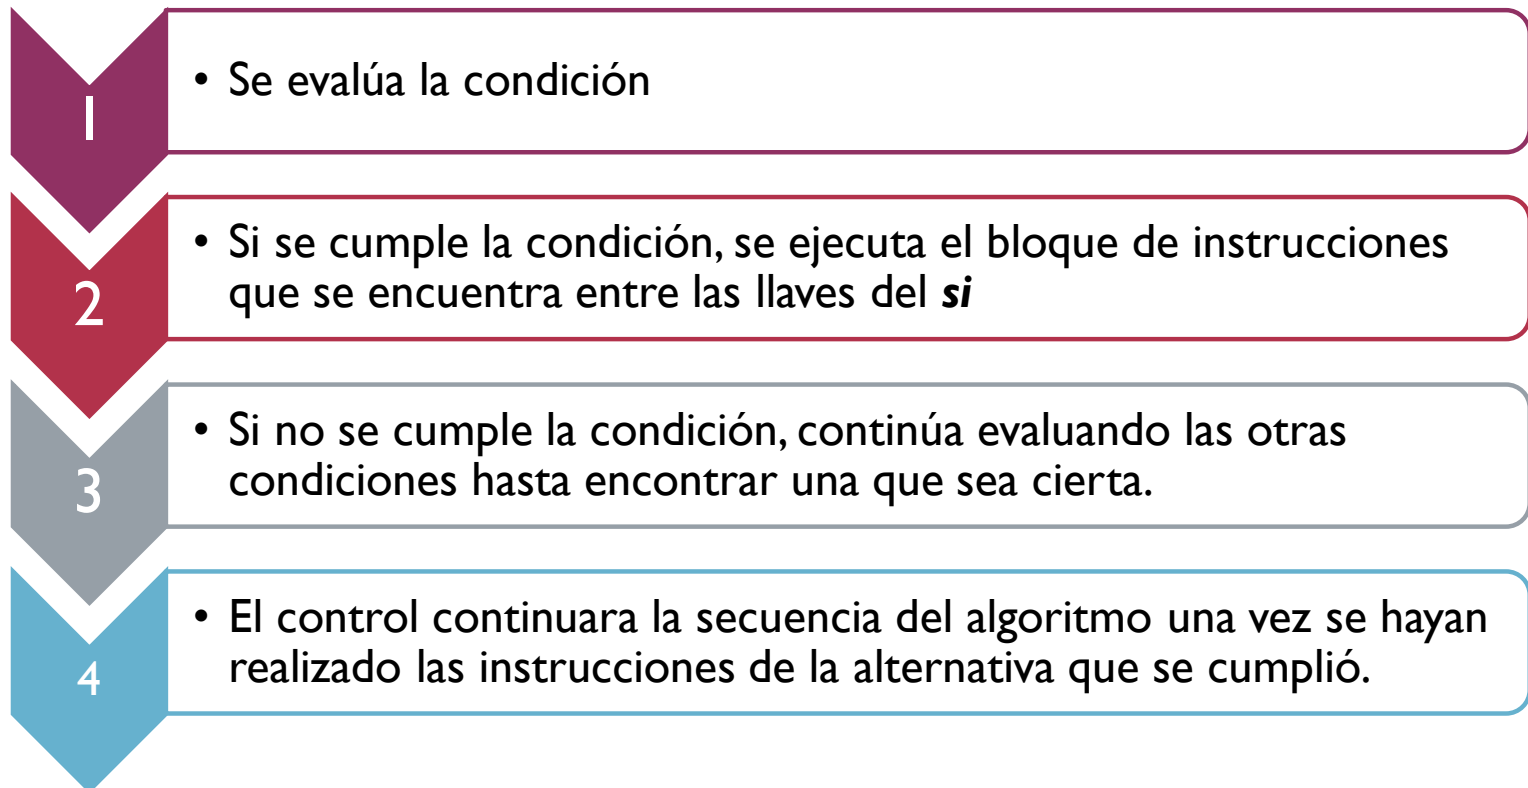 1
• Se evalúa la condición
2
• Si se cumple la condición, se ejecuta el bloque de instrucciones
que se encuentra entre las llaves del si
3
• Si no se cumple la condición, continúa evaluando las otras
condiciones hasta encontrar una que sea cierta.
4
• El control continuara la secuencia del algoritmo una vez se hayan
realizado las instrucciones de la alternativa que se cumplió.